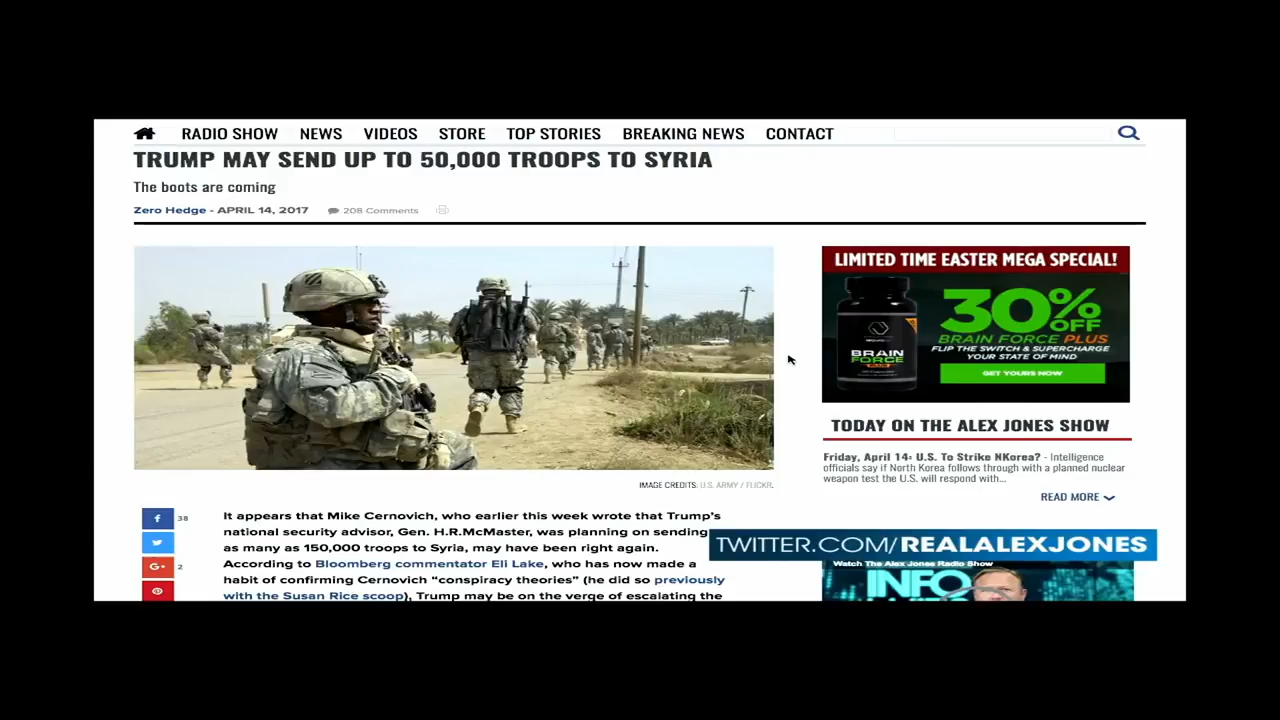 RADIO SHOW NEWS VIDEOS STORE TOP STORIES BREAKING NEWS CONTACT
TRUMP MAY SEND UP TO 50,000 TROOPS TO SYRIA
The boots are coming
Zero Hedge - APRIL 14, 2017 208 Comments
LIMITED TIME EASTER MEGA SPECIAL!
30% OFF
BRAIN FORCE PLUS
FLIP THE SWITCH & SUPERCHARGE
YOUR STATE OF MIND
GET YOURS NOW
BRAIN
FORCE
PLUS
TODAY ON THE ALEX JONES SHOW
Friday, April 14: U.S. To Strike NKorea? - Intelligence
officials say if North Korea follows through with a planned nuclear
weapon test the U.S. will respond with...
READ MORE
IMAGE CREDITS: U.S. ARMY / FLICKR.
f 38
G+ 2
It appears that Mike Cernovich, who earlier this week wrote that Trump's
national security advisor, Gen. H.R.McMaster, was planning on sending
as many as 150,000 troops to Syria, may have been right again.
According to Bloomberg commentator Eli Lake, who has now made a
habit of confirming Cernovich "conspiracy theories" (he did so previously
with the Susan Rice scoop), Trump may be on the verge of escalating the
TWITTER.COM/REALALEXJONES
Watch The Alex Jones Radio Show
INFO